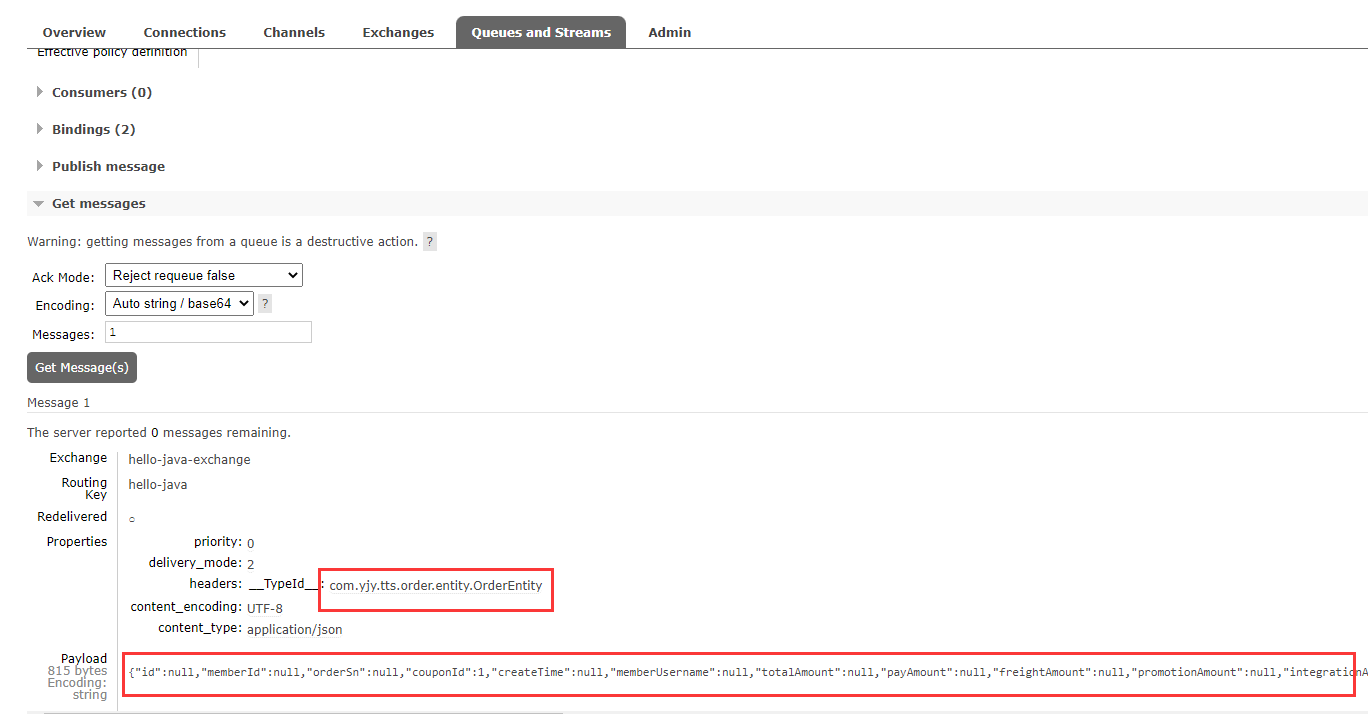 Overview Connections Channels Exchanges Queues and Streams Admin
Effective policy definition
Consumers (0)
Bindings (2)
Publish message
Get messages
Warning: getting messages from a queue is a destructive action. ?
Ack Mode: Reject requeue false
Encoding: Auto string / base64 ?
Messages: 1
Get Message(s)
Message 1
The server reported 0 messages remaining.
Exchange hello-java-exchange
Routing Key hello-java
Redelivered ○
Properties priority: 0
delivery_mode: 2
headers: __TypeId__: com.yjy.tts.order.entity.OrderEntity
content_encoding: UTF-8
content_type: application/json
Payload
815 bytes
Encoding:
string
{"id":null,"memberId":null,"orderSn":null,"couponId":1,"createTime":null,"memberUsername":null,"totalAmount":null,"payAmount":null,"freightAmount":null,"promotionAmount":null,"integrationA